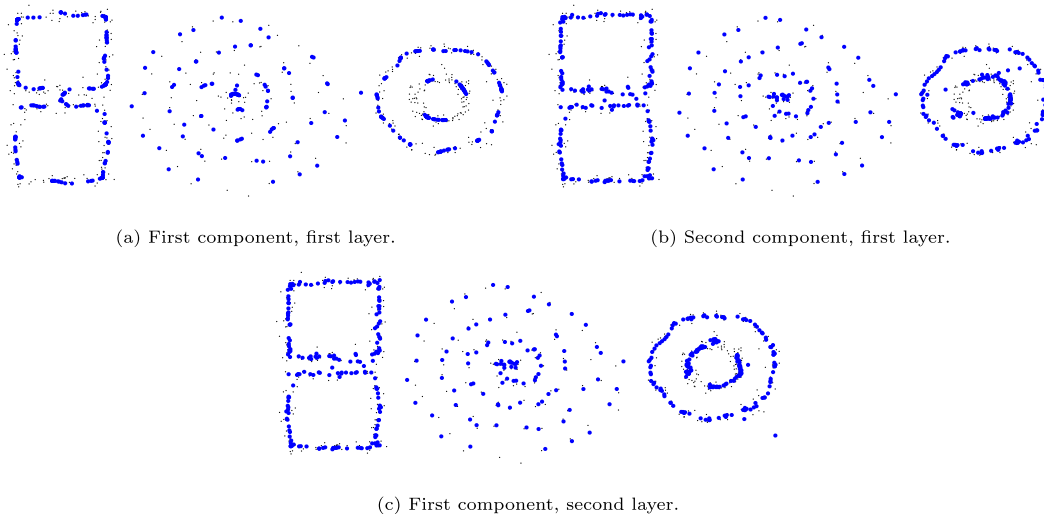 (a) First component, first layer.
(b) Second component, first layer.
(c) First component, second layer.